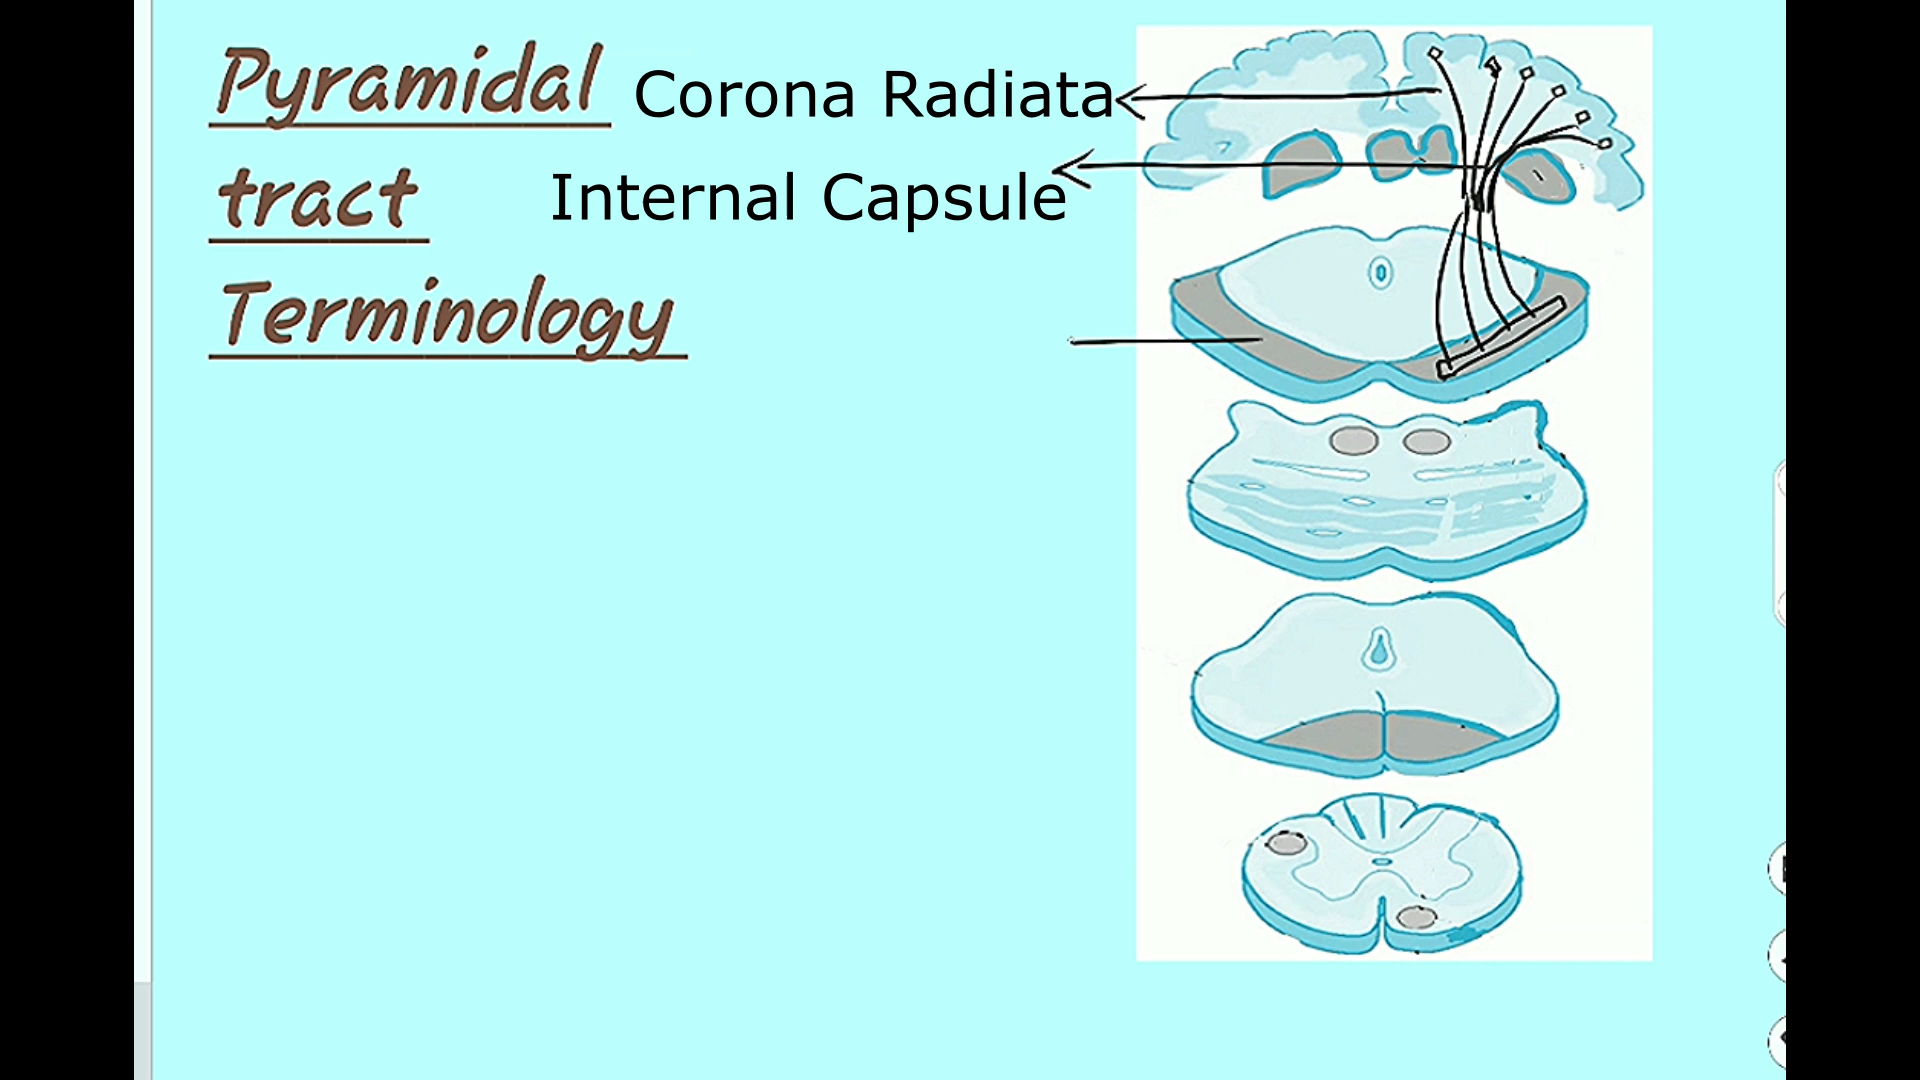 Pyramidal
tract
Terminology
Corona Radiata
Internal Capsule